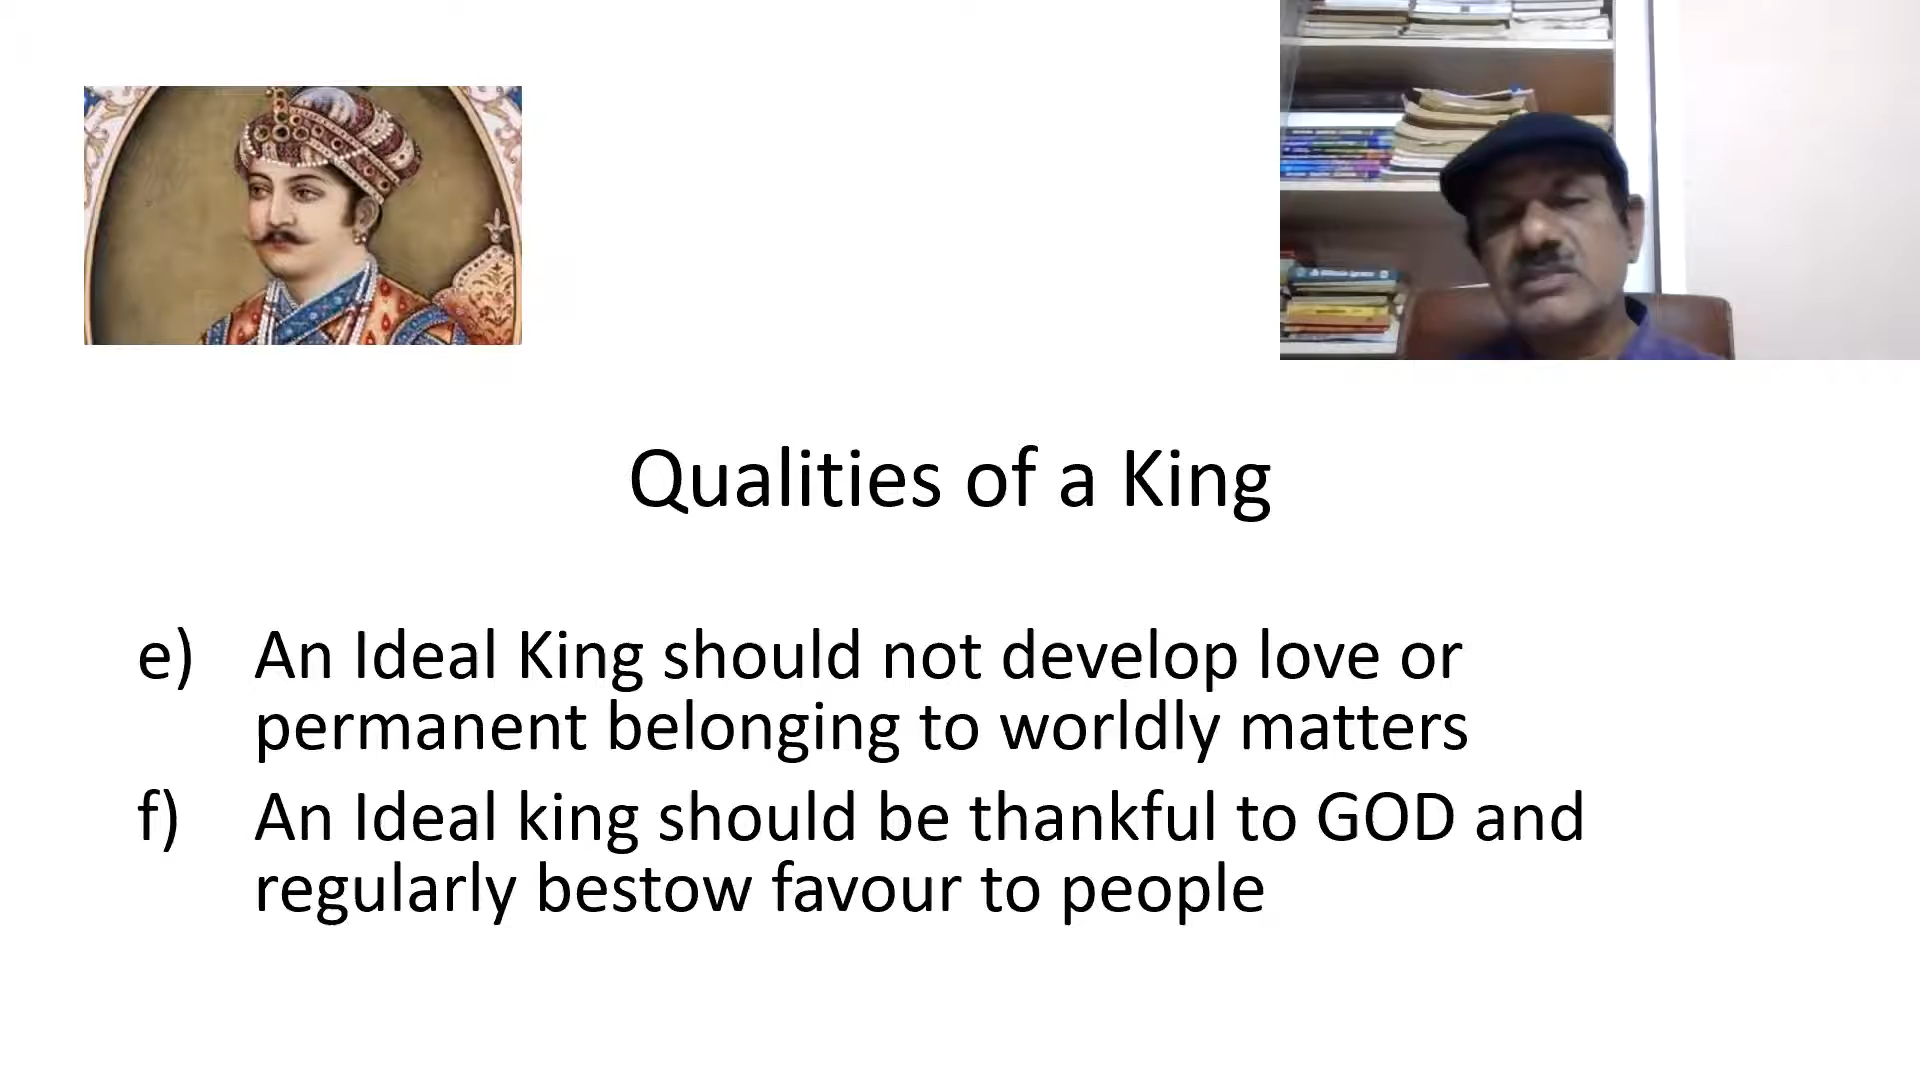 Qualities of a King
e) An Ideal King should not develop love or
permanent belonging to worldly matters
f) An Ideal king should be thankful to GOD and
regularly bestow favour to people